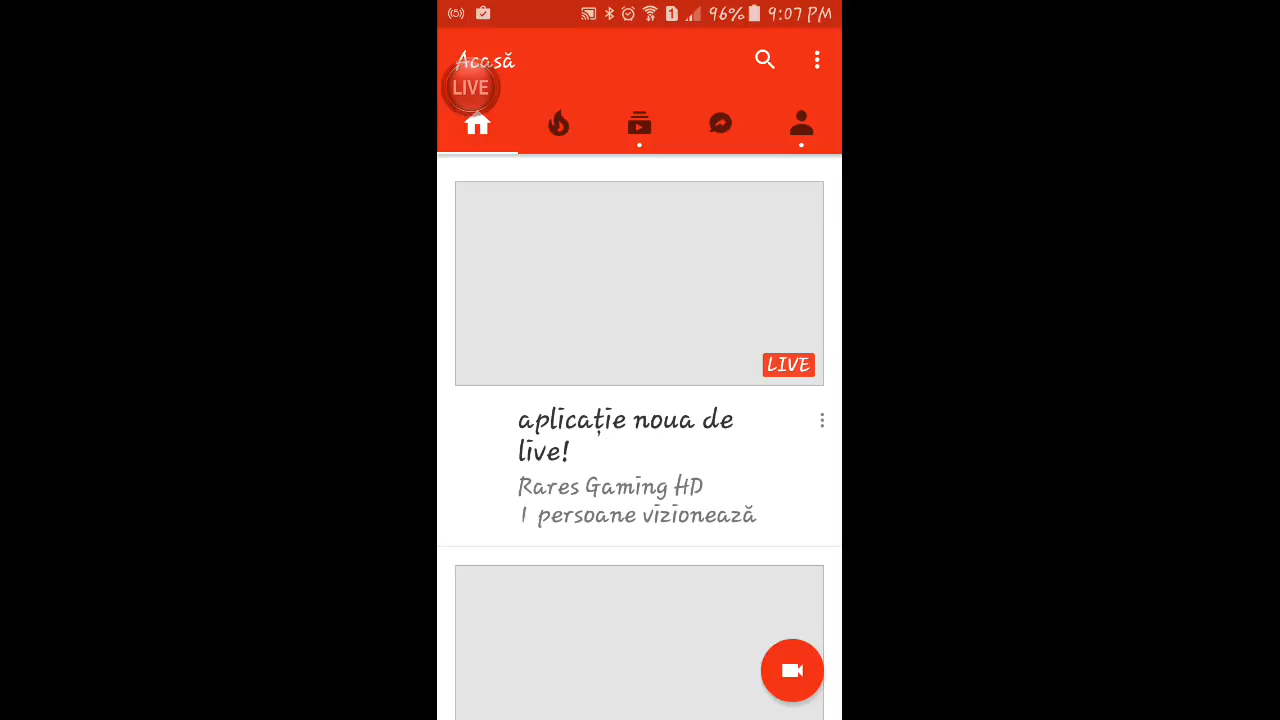 96% 9:07 PM
Acasă
LIVE
LIVE
aplicație noua de
live!
Rares Gaming HD
1 persoane vizionează